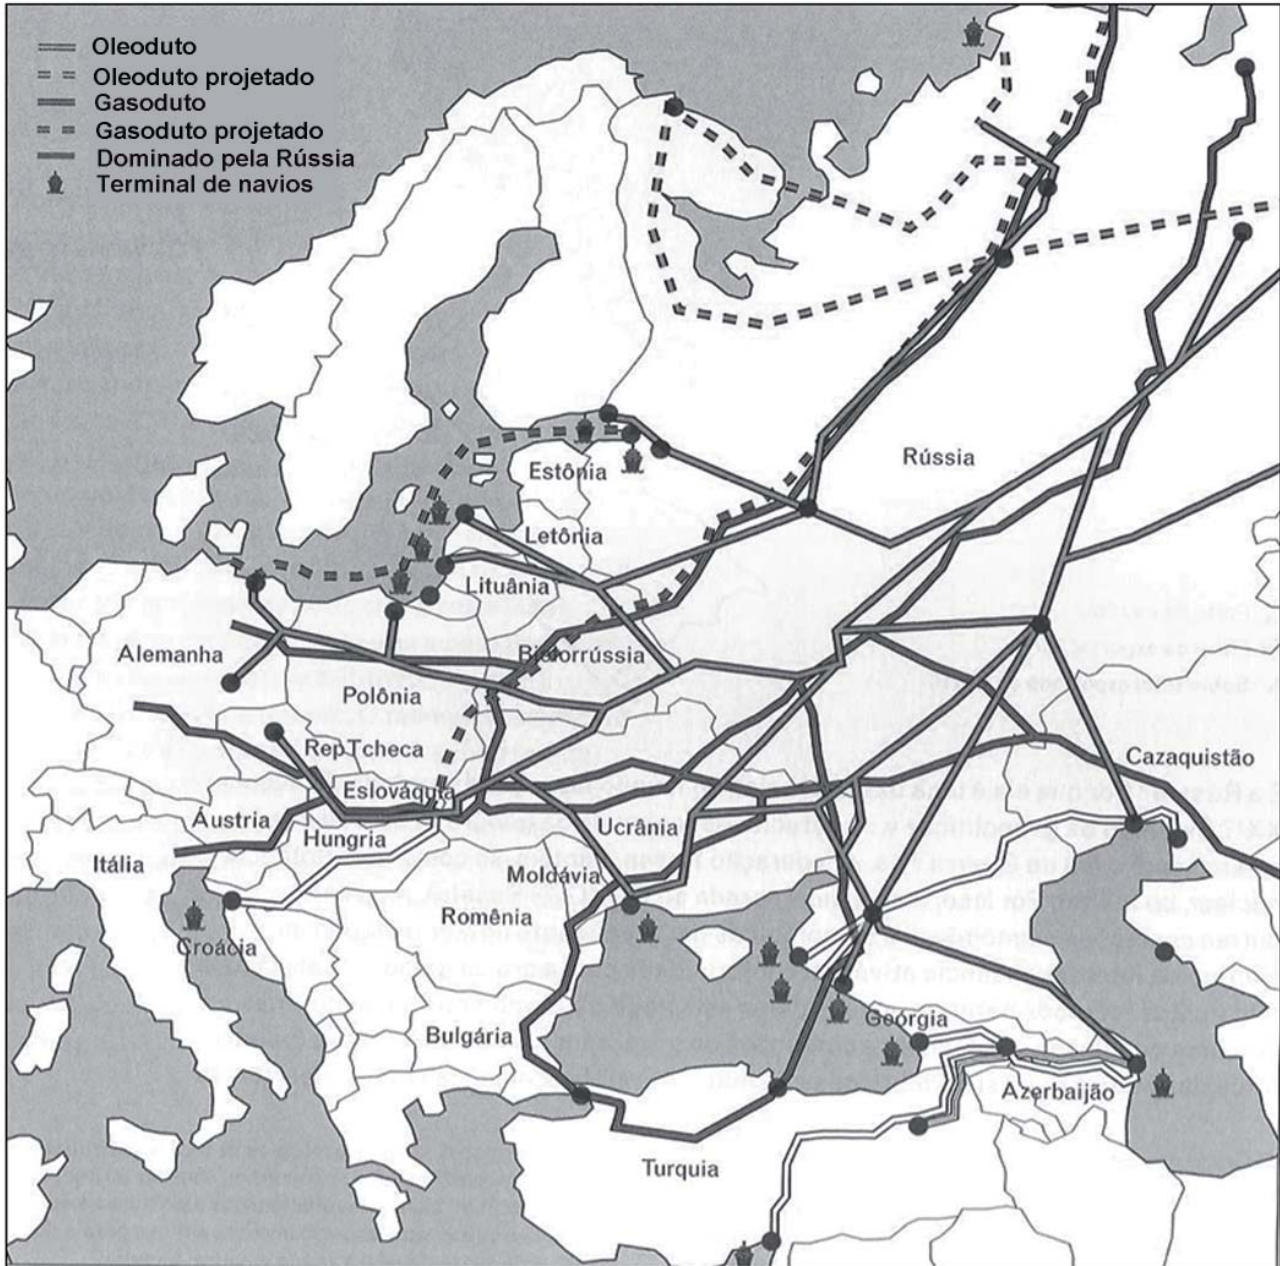 Oleoduto
Oleoduto projetado
Gasoduto
Gasoduto projetado
Dominado pela Rússia
Terminal de navios
Rússia
Estônia
Letônia
Lituânia
Bielorrússia
Alemanha
Polônia
Rep Tcheca
Eslováquia
Cazaquistão
Áustria
Hungria
Ucrânia
Itália
Moldávia
Romênia
Croácia
Geórgia
Bulgária
Azerbaijão
Turquia